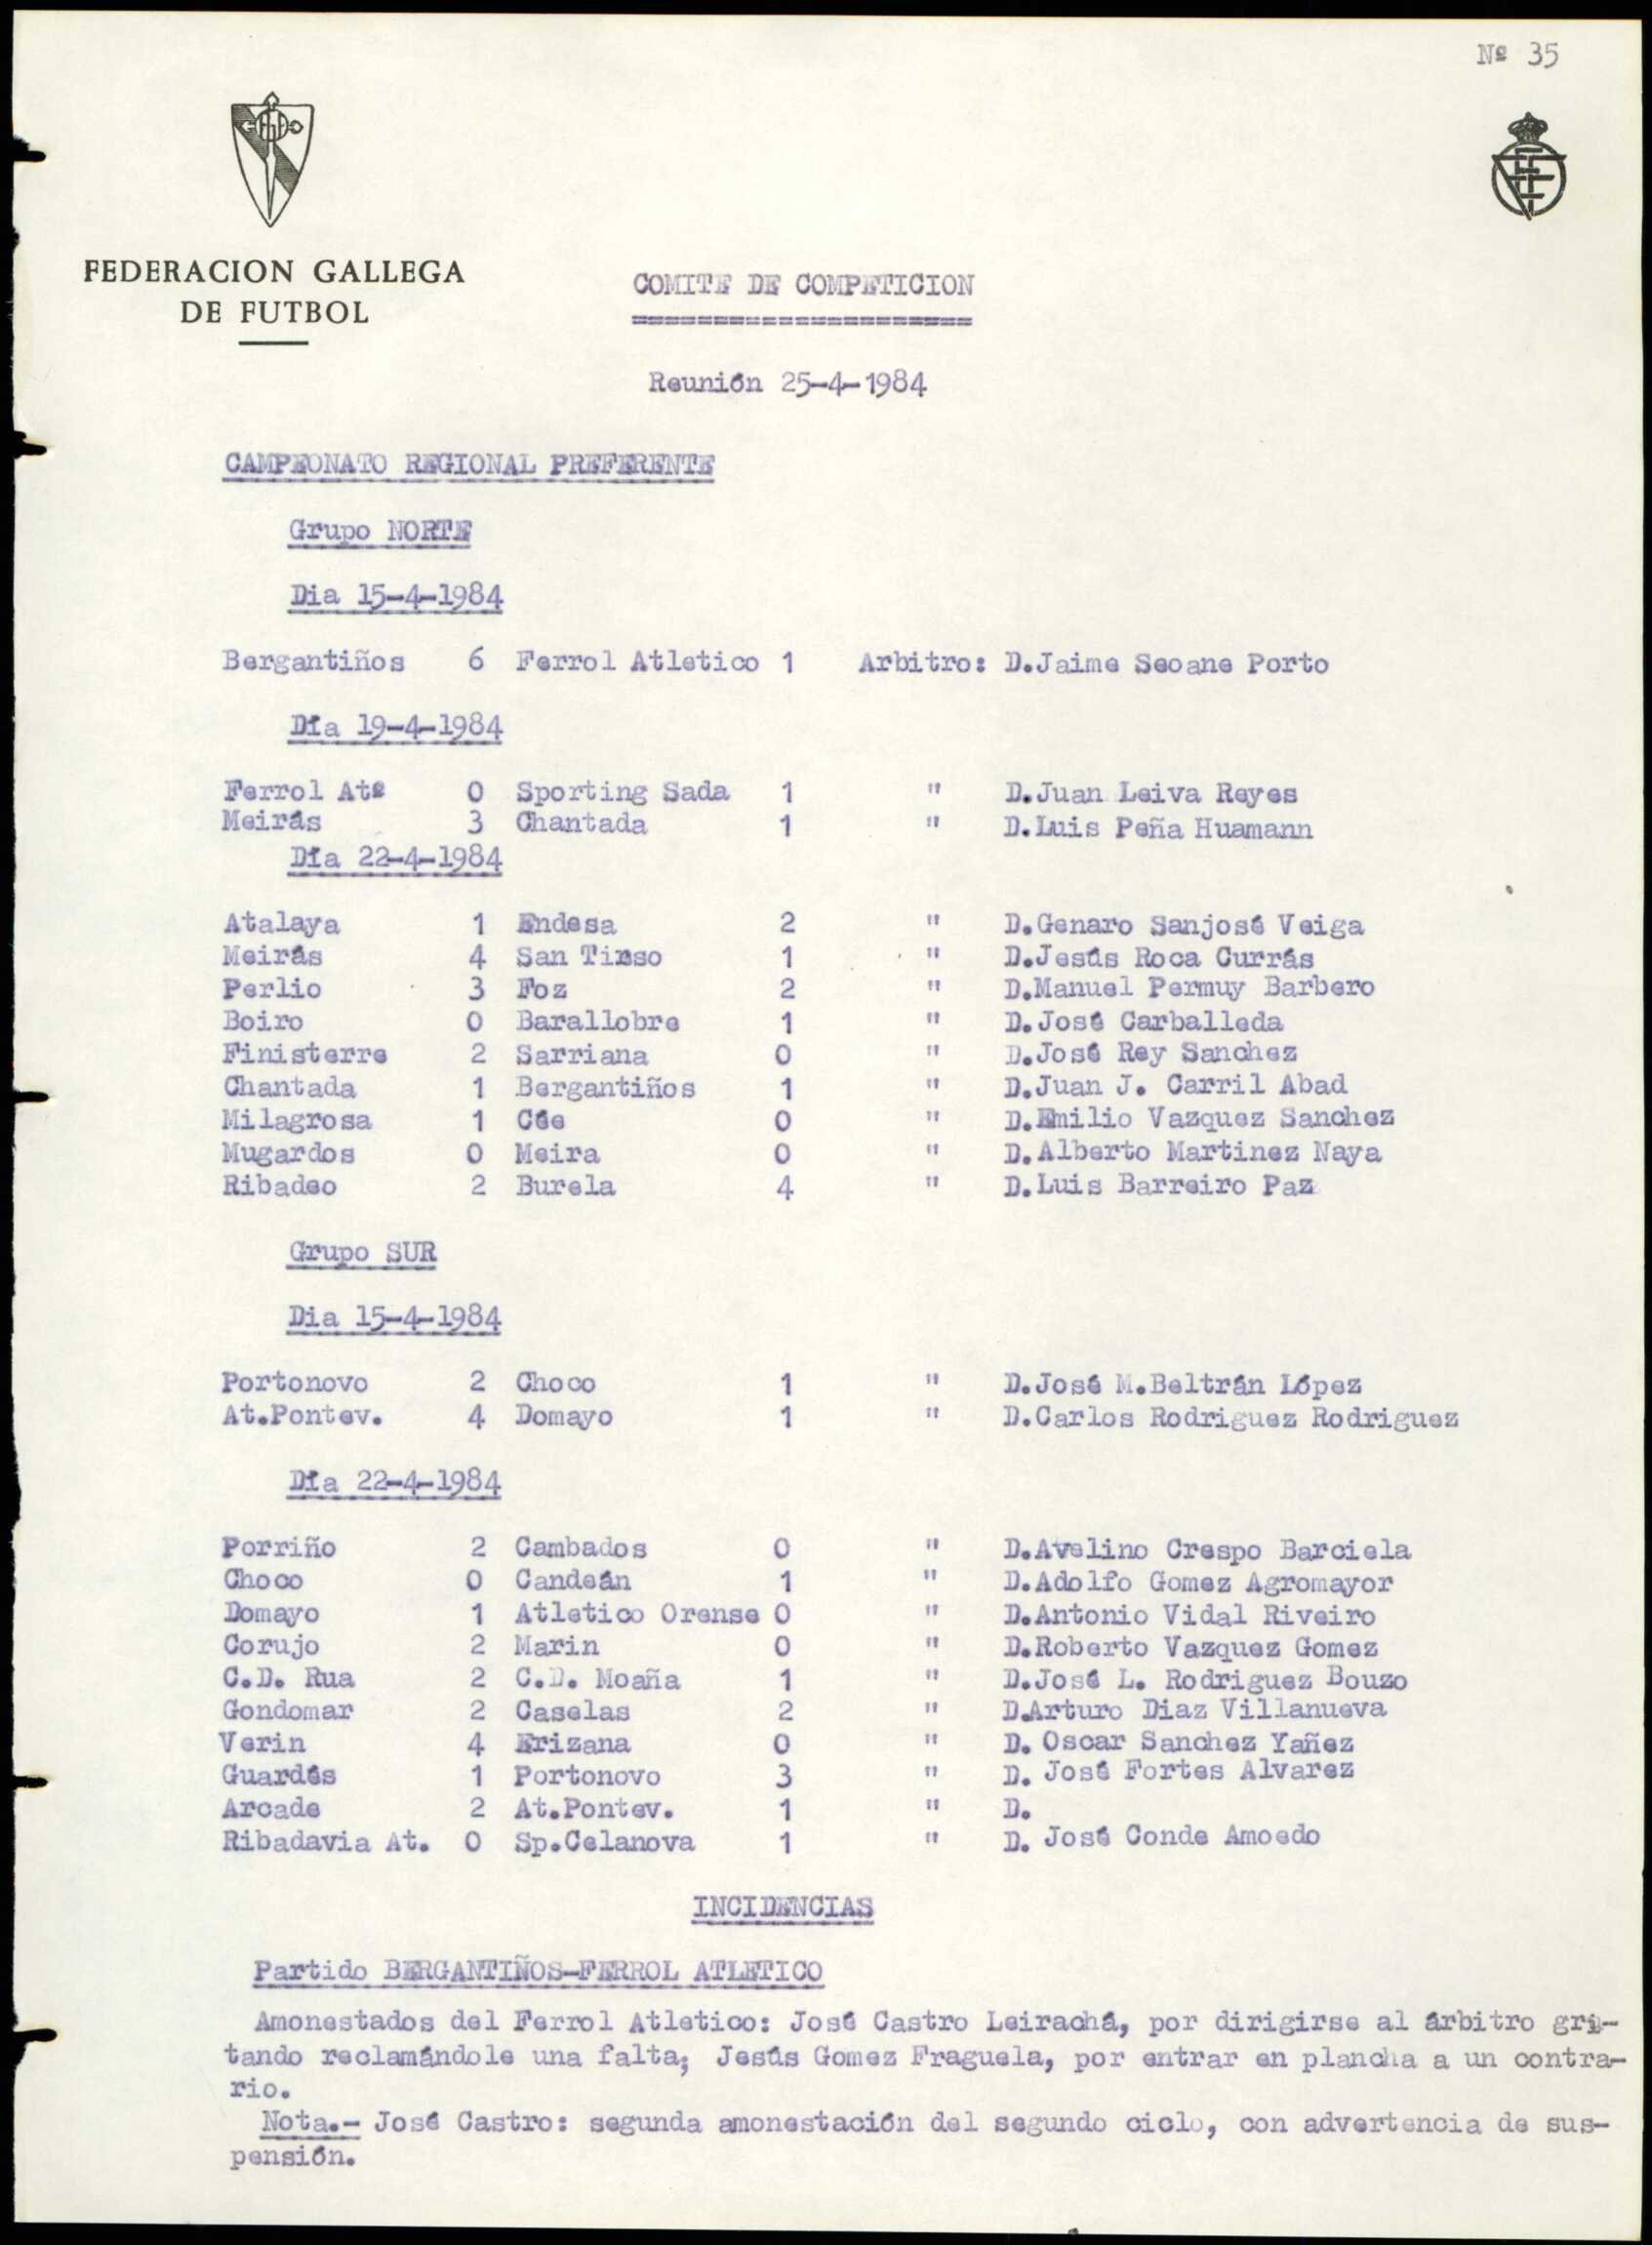 Nº 35
FEDERACION GALLEGA
DE FUTBOL
COMITE DE COMPETICION
=====================
Reunión 25-4-1984
CAMPEONATO REGIONAL PREFERENTE
Grupo NORTE
Dia 15-4-1984
Bergantiños 6 Ferrol Atletico 1 Arbitro: D.Jaime Seoane Porto
Día 19-4-1984
Ferrol Atº 0 Sporting Sada 1 " D.Juan Leiva Reyes
Meirás 3 Chantada 1 " D.Luis Peña Huamann
Día 22-4-1984
Atalaya 1 Endesa 2 " D.Genaro Sanjosé Veiga
Meirás 4 San Tirso 1 " D.Jesús Roca Currás
Perlio 3 Foz 2 " D.Manuel Permuy Barbero
Boiro 0 Barallobre 1 " D.José Carballeda
Finisterre 2 Sarriana 0 " D.José Rey Sanchez
Chantada 1 Bergantiños 1 " D.Juan J. Carril Abad
Milagrosa 1 Cée 0 " D.Emilio Vazquez Sanchez
Mugardos 0 Meira 0 " D.Alberto Martinez Naya
Ribadeo 2 Burela 4 " D.Luis Barreiro Paz
Grupo SUR
Dia 15-4-1984
Portonovo 2 Choco 1 " D.José M.Beltrán López
At.Pontev. 4 Domayo 1 " D.Carlos Rodriguez Rodriguez
Día 22-4-1984
Porriño 2 Cambados 0 " D.Avelino Crespo Barciela
Choco 0 Candeán 1 " D.Adolfo Gomez Agromayor
Domayo 1 Atletico Orense 0 " D.Antonio Vidal Riveiro
Corujo 2 Marin 0 " D.Roberto Vazquez Gomez
C.D. Rua 2 C.D. Moaña 1 " D.José L. Rodriguez Bouzo
Gondomar 2 Caselas 2 " D.Arturo Diaz Villanueva
Verin 4 Erizana 0 " D. Oscar Sanchez Yañez
Guardés 1 Portonovo 3 " D. José Fortes Alvarez
Arcade 2 At.Pontev. 1 " D.
Ribadavia At. 0 Sp.Celanova 1 " D. José Conde Amoedo
INCIDENCIAS
Partido BERGANTIÑOS-FERROL ATLETICO
Amonestados del Ferrol Atletico: José Castro Leirachá, por dirigirse al árbitro gri-
tando reclamándole una falta; Jesús Gomez Fraguela, por entrar en plancha a un contra-
rio.
Nota.- José Castro: segunda amonestación del segundo ciclo, con advertencia de sus-
pensión.